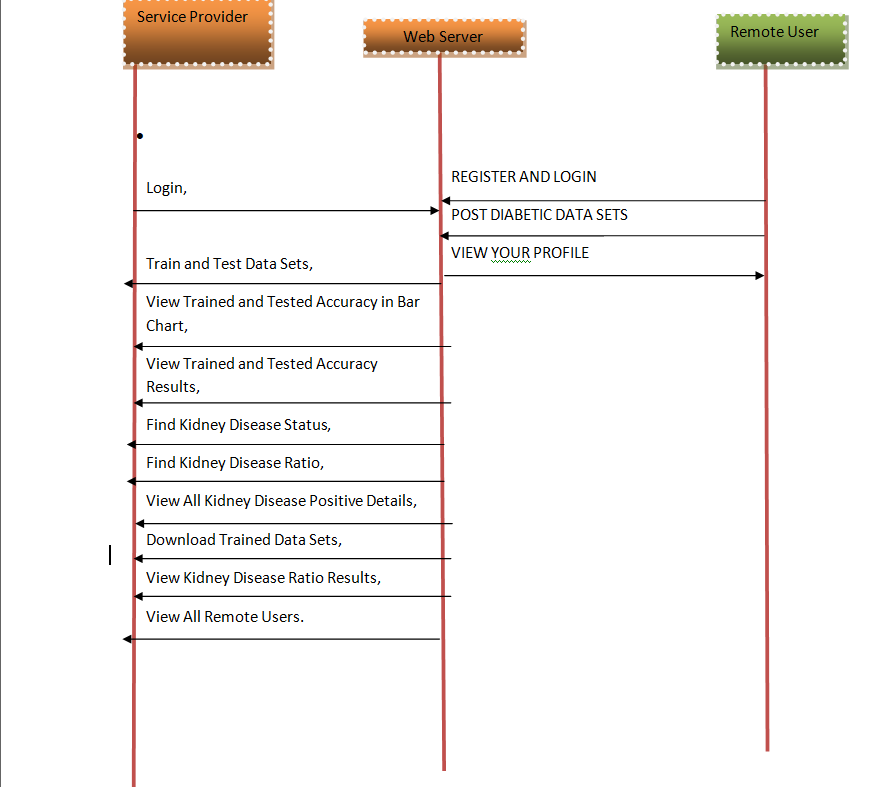 Service Provider
Web Server
Remote User
REGISTER AND LOGIN
Login,
POST DIABETIC DATA SETS
VIEW YOUR PROFILE
Train and Test Data Sets,
View Trained and Tested Accuracy in Bar
Chart,
View Trained and Tested Accuracy
Results,
Find Kidney Disease Status,
Find Kidney Disease Ratio,
View All Kidney Disease Positive Details,
Download Trained Data Sets,
View Kidney Disease Ratio Results,
View All Remote Users.